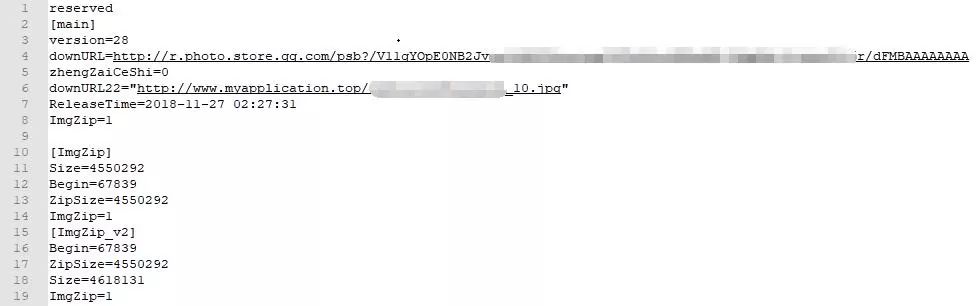 1 reserved
2 [main]
3 version=28
4 downURL=http://r.photo.store.qq.com/psb?/V11qYOpE0NB2Jv r/dFMBAAAAAAAA
5 zhengZaiCeShi=0
6 downURL22="http://www.myapplication.top/ _10.jpg"
7 ReleaseTime=2018-11-27 02:27:31
8 ImgZip=1
9
10 [ImgZip]
11 Size=4550292
12 Begin=67839
13 ZipSize=4550292
14 ImgZip=1
15 [ImgZip_v2]
16 Begin=67839
17 ZipSize=4550292
18 Size=4618131
19 ImgZip=1